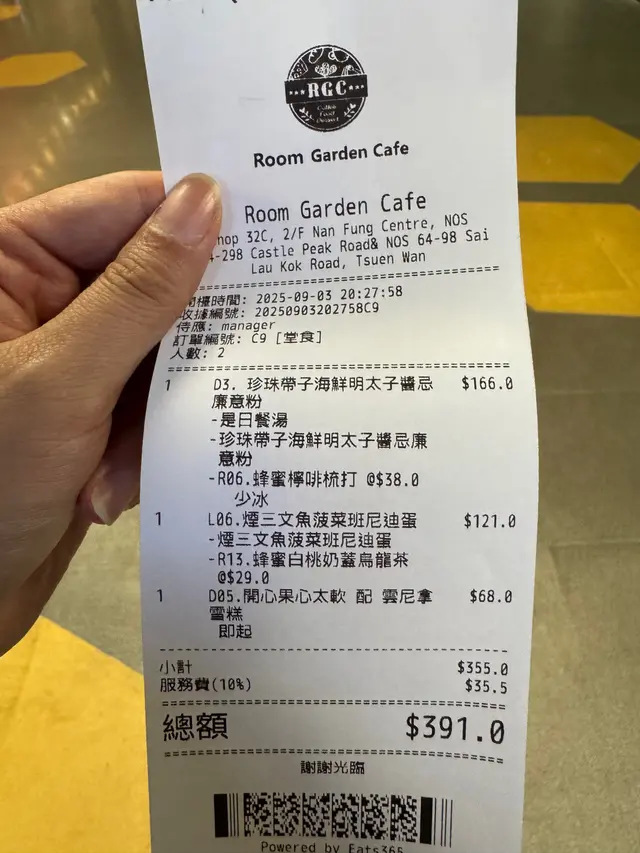 RGC
Coffee
Food
Dessert
Room Garden Cafe
Room Garden Cafe
hop 32C, 2/F Nan Fung Centre, NOS
-298 Castle Peak Road& NOS 64-98 Sai
Lau Kok Road, Tsuen Wan
開檯時間: 2025-09-03 20:27:58
收據編號: 20250903202758C9
侍應: manager
訂單編號: C9 [堂食]
人數: 2
1 D3. 珍珠帶子海鮮明太子醬忌 $166.0
廉意粉
-是日餐湯
-珍珠帶子海鮮明太子醬忌廉
意粉
-R06.蜂蜜檸啡梳打 @$38.0
少冰
1 L06.煙三文魚菠菜班尼迪蛋 $121.0
-煙三文魚菠菜班尼迪蛋
-R13.蜂蜜白桃奶蓋烏龍茶
@$29.0
1 D05.開心果心太軟 配 雲尼拿 $68.0
雪糕
即起
小計 $355.0
服務費(10%) $35.5
總額 $391.0
謝謝光臨
Powered by Eats365